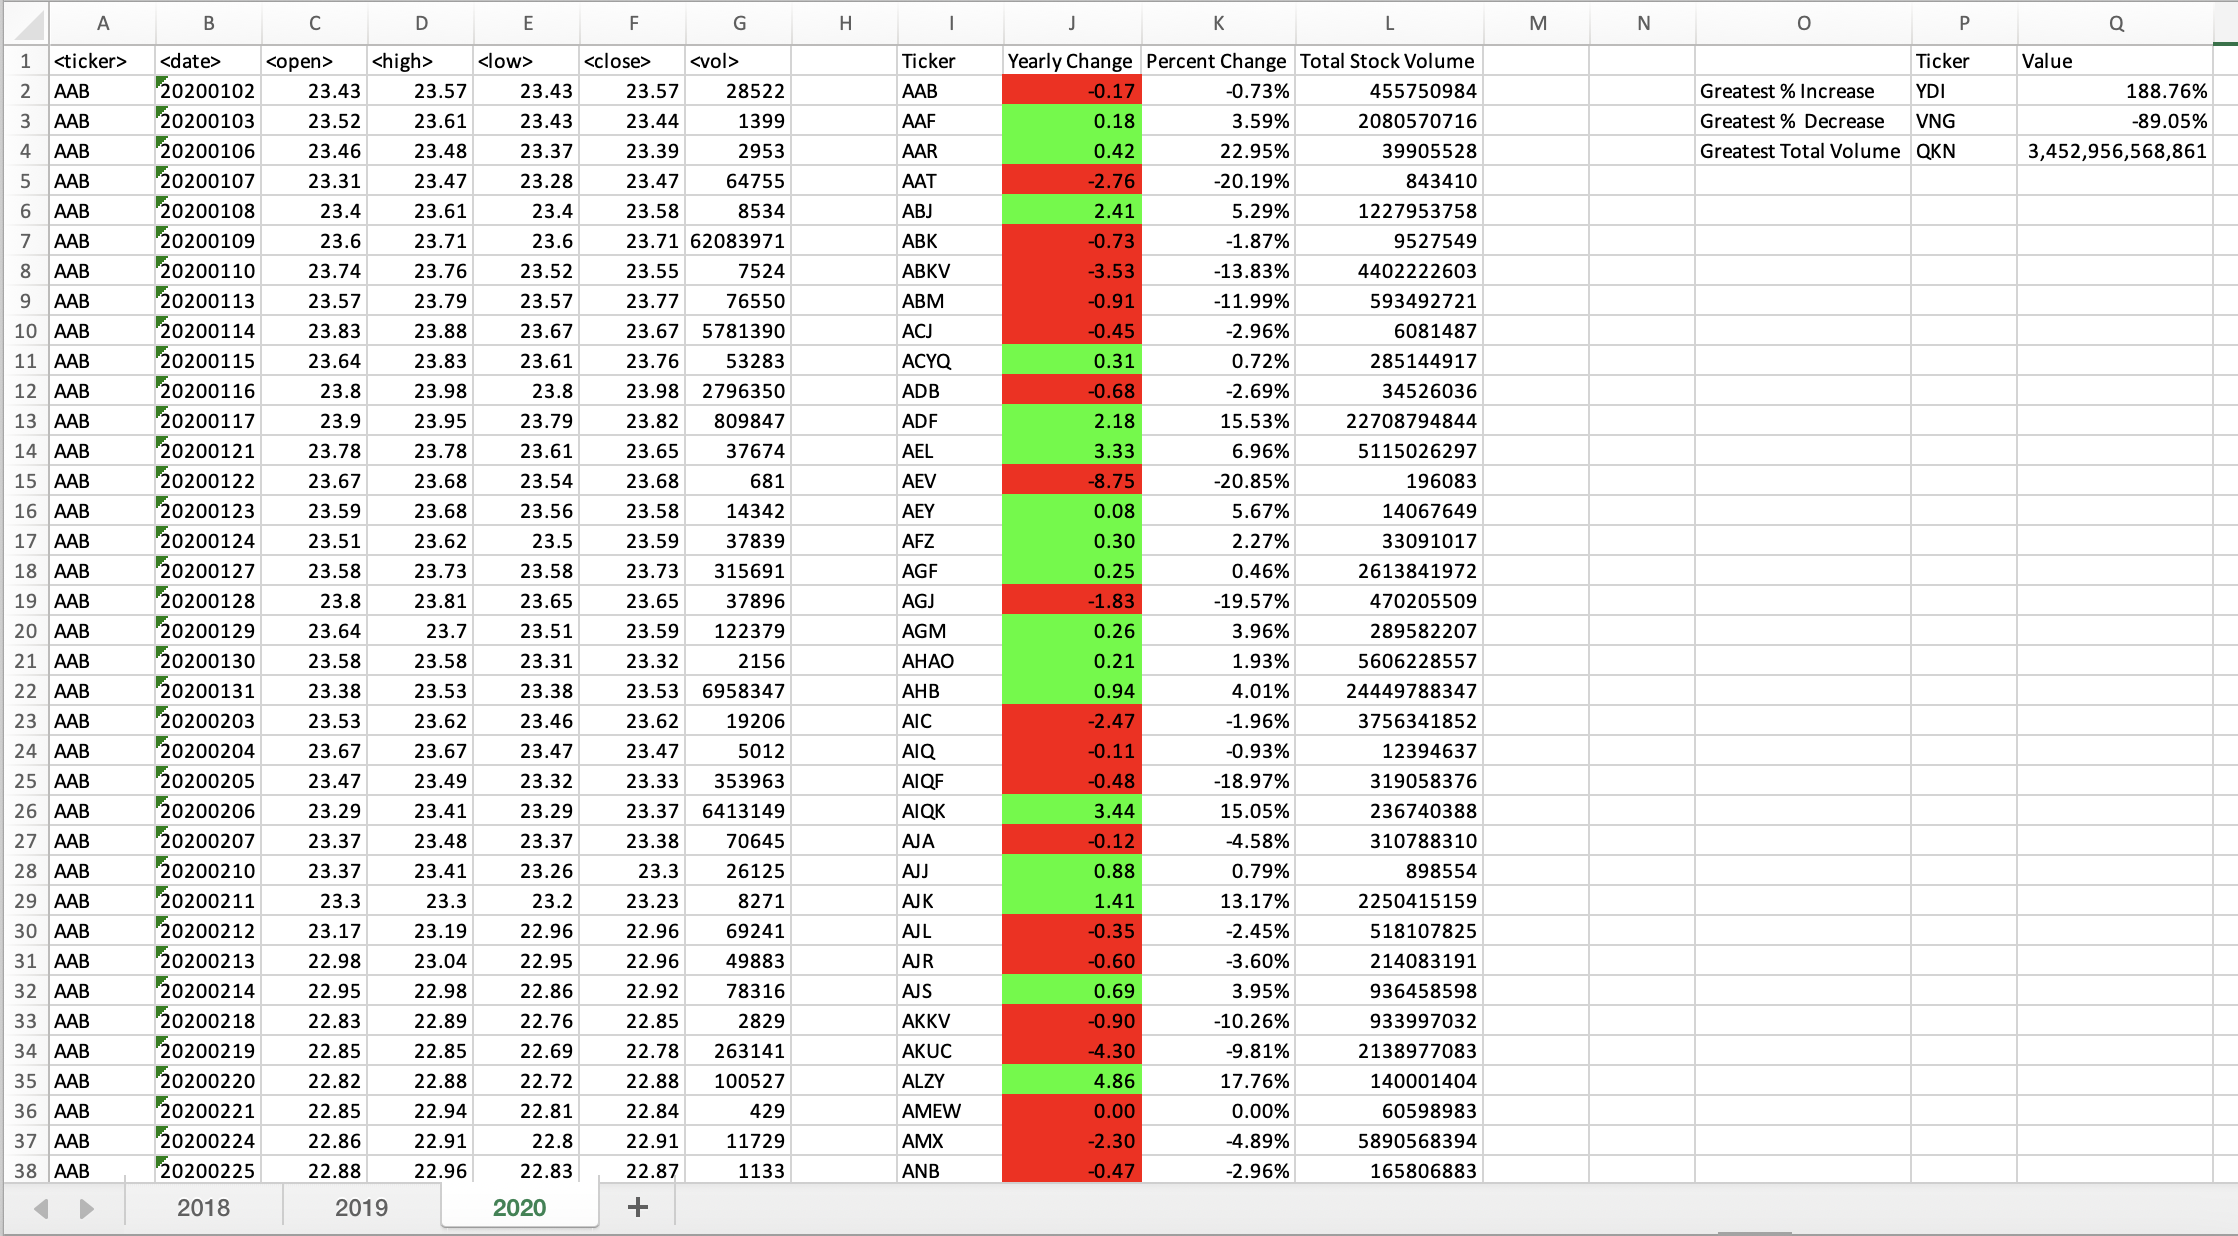 A B C D E F G H I J K L M N O P Q
1 <ticker> <date> <open> <high> <low> <close> <vol> Ticker Yearly Change Percent Change Total Stock Volume Ticker Value
2 AAB 20200102 23.43 23.57 23.43 23.57 28522 AAB -0.17 -0.73% 455750984 Greatest % Increase YDI 188.76%
3 AAB 20200103 23.52 23.61 23.43 23.44 1399 AAF 0.18 3.59% 2080570716 Greatest % Decrease VNG -89.05%
4 AAB 20200106 23.46 23.48 23.37 23.39 2953 AAR 0.42 22.95% 39905528 Greatest Total Volume QKN 3,452,956,568,861
5 AAB 20200107 23.31 23.47 23.28 23.47 64755 AAT -2.76 -20.19% 843410
6 AAB 20200108 23.4 23.61 23.4 23.58 8534 ABJ 2.41 5.29% 1227953758
7 AAB 20200109 23.6 23.71 23.6 23.71 62083971 ABK -0.73 -1.87% 9527549
8 AAB 20200110 23.74 23.76 23.52 23.55 7524 ABKV -3.53 -13.83% 4402222603
9 AAB 20200113 23.57 23.79 23.57 23.77 76550 ABM -0.91 -11.99% 593492721
10 AAB 20200114 23.83 23.88 23.67 23.67 5781390 ACJ -0.45 -2.96% 6081487
11 AAB 20200115 23.64 23.83 23.61 23.76 53283 ACYQ 0.31 0.72% 285144917
12 AAB 20200116 23.8 23.98 23.8 23.98 2796350 ADB -0.68 -2.69% 34526036
13 AAB 20200117 23.9 23.95 23.79 23.82 809847 ADF 2.18 15.53% 22708794844
14 AAB 20200121 23.78 23.78 23.61 23.65 37674 AEL 3.33 6.96% 5115026297
15 AAB 20200122 23.67 23.68 23.54 23.68 681 AEV -8.75 -20.85% 196083
16 AAB 20200123 23.59 23.68 23.56 23.58 14342 AEY 0.08 5.67% 14067649
17 AAB 20200124 23.51 23.62 23.5 23.59 37839 AFZ 0.30 2.27% 33091017
18 AAB 20200127 23.58 23.73 23.58 23.73 315691 AGF 0.25 0.46% 2613841972
19 AAB 20200128 23.8 23.81 23.65 23.65 37896 AGJ -1.83 -19.57% 470205509
20 AAB 20200129 23.64 23.7 23.51 23.59 122379 AGM 0.26 3.96% 289582207
21 AAB 20200130 23.58 23.58 23.31 23.32 2156 AHAO 0.21 1.93% 5606228557
22 AAB 20200131 23.38 23.53 23.38 23.53 6958347 AHB 0.94 4.01% 24449788347
23 AAB 20200203 23.53 23.62 23.46 23.62 19206 AIC -2.47 -1.96% 3756341852
24 AAB 20200204 23.67 23.67 23.47 23.47 5012 AIQ -0.11 -0.93% 12394637
25 AAB 20200205 23.47 23.49 23.32 23.33 353963 AIQF -0.48 -18.97% 319058376
26 AAB 20200206 23.29 23.41 23.29 23.37 6413149 AIQK 3.44 15.05% 236740388
27 AAB 20200207 23.37 23.48 23.37 23.38 70645 AJA -0.12 -4.58% 310788310
28 AAB 20200210 23.37 23.41 23.26 23.3 26125 AJJ 0.88 0.79% 898554
29 AAB 20200211 23.3 23.3 23.2 23.23 8271 AJK 1.41 13.17% 2250415159
30 AAB 20200212 23.17 23.19 22.96 22.96 69241 AJL -0.35 -2.45% 518107825
31 AAB 20200213 22.98 23.04 22.95 22.96 49883 AJR -0.60 -3.60% 214083191
32 AAB 20200214 22.95 22.98 22.86 22.92 78316 AJS 0.69 3.95% 936458598
33 AAB 20200218 22.83 22.89 22.76 22.85 2829 AKKV -0.90 -10.26% 933997032
34 AAB 20200219 22.85 22.85 22.69 22.78 263141 AKUC -4.30 -9.81% 2138977083
35 AAB 20200220 22.82 22.88 22.72 22.88 100527 ALZY 4.86 17.76% 140001404
36 AAB 20200221 22.85 22.94 22.81 22.84 429 AMEW 0.00 0.00% 60598983
37 AAB 20200224 22.86 22.91 22.8 22.91 11729 AMX -2.30 -4.89% 5890568394
38 AAB 20200225 22.88 22.96 22.83 22.87 1133 ANB -0.47 -2.96% 165806883
2018 2019 2020 +